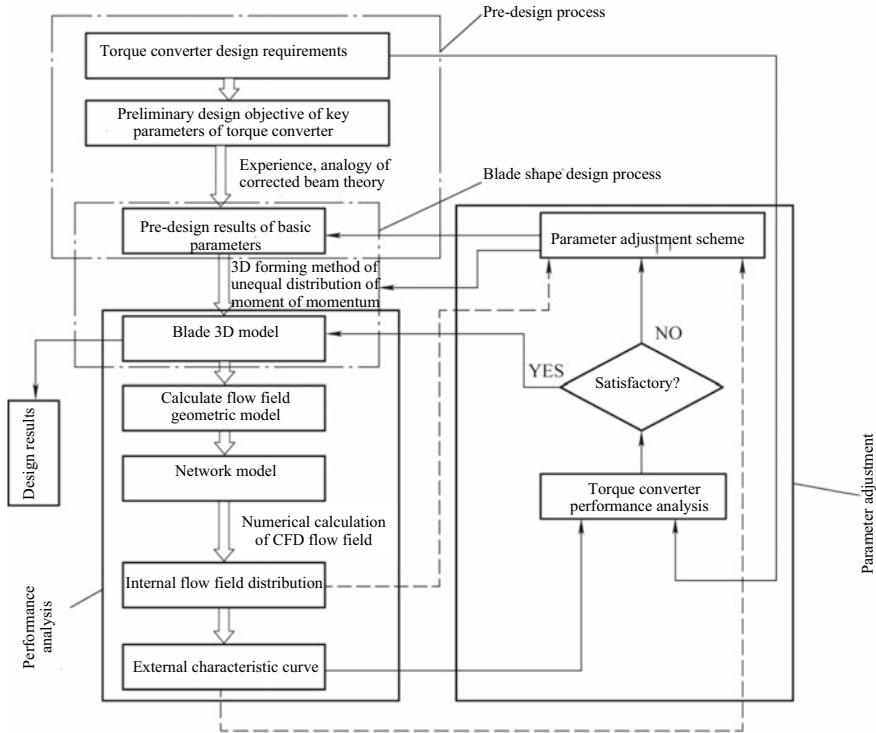 Pre-design process
Torque converter design requirements
Preliminary design objective of key
parameters of torque converter
Experience, analogy of
corrected beam theory
Blade shape design process
Pre-design results of basic
parameters
Parameter adjustment scheme
3D forming method of
unequal distribution of
moment of momentum
Blade 3D model
NO
YES
Satisfactory?
Calculate flow field
geometric model
Design results
Network model
Torque converter
performance analysis
Numerical calculation
of CFD flow field
Parameter adjustment
Internal flow field distribution
Performance
analysis
External characteristic curve